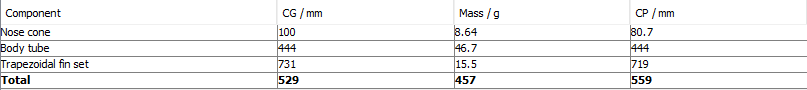 Component CG / mm Mass / g CP / mm
Nose cone 100 8.64 80.7
Body tube 444 46.7 444
Trapezoidal fin set 731 15.5 719
Total 529 457 559